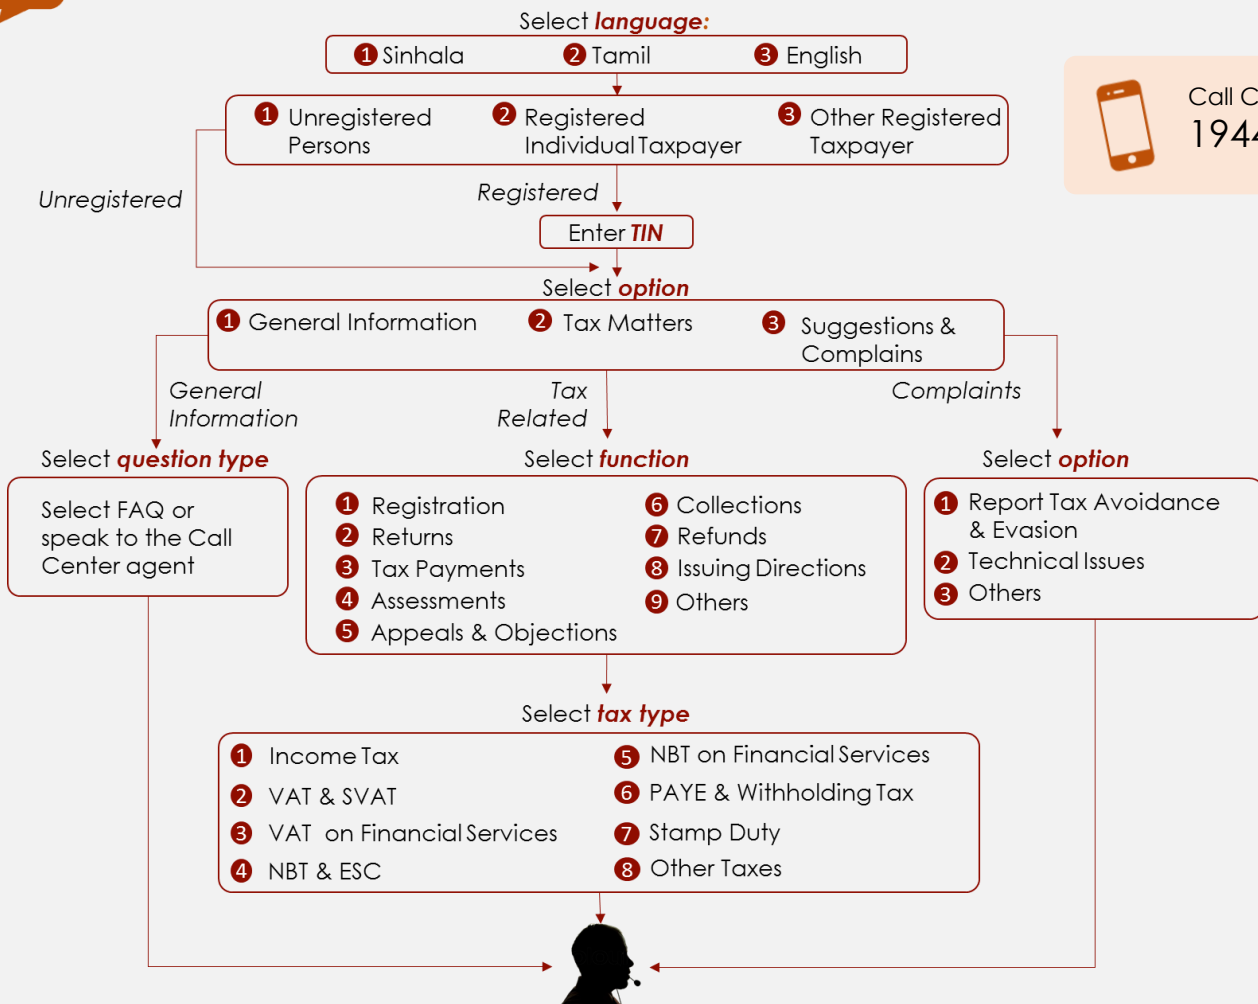 Select language:
1 Sinhala 2 Tamil 3 English
1 Unregistered Persons
2 Registered Individual Taxpayer
3 Other Registered Taxpayer
Call C
1944
Unregistered
Registered
Enter TIN
Select option
1 General Information
2 Tax Matters
3 Suggestions &
Complains
General
Information
Tax
Related
Complaints
Select question type
Select FAQ or
speak to the Call
Center agent
Select function
1 Registration
2 Returns
3 Tax Payments
4 Assessments
5 Appeals & Objections
6 Collections
7 Refunds
8 Issuing Directions
9 Others
Select option
1 Report Tax Avoidance
& Evasion
2 Technical Issues
3 Others
Select tax type
1 Income Tax
2 VAT & SVAT
3 VAT on Financial Services
4 NBT & ESC
5 NBT on Financial Services
6 PAYE & Withholding Tax
7 Stamp Duty
8 Other Taxes